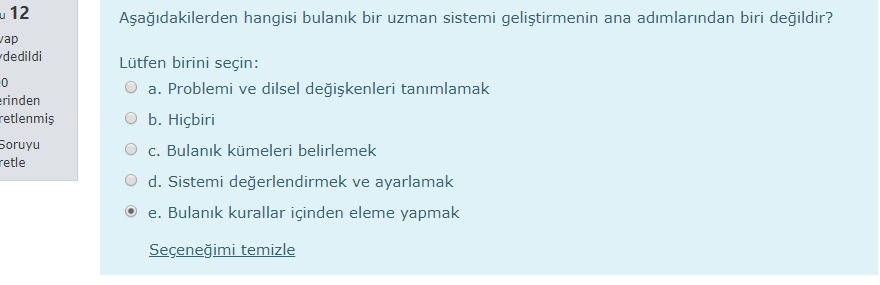 u 12
vap
ydedildi
00
erinden
retlenmiş
Soruyu
retle
Aşağıdakilerden hangisi bulanık bir uzman sistemi geliştirmenin ana adımlarından biri değildir?
Lütfen birini seçin:
a. Problemi ve dilsel değişkenleri tanımlamak
b. Hiçbiri
c. Bulanık kümeleri belirlemek
d. Sistemi değerlendirmek ve ayarlamak
e. Bulanık kurallar içinden eleme yapmak
Seçeneğimi temizle